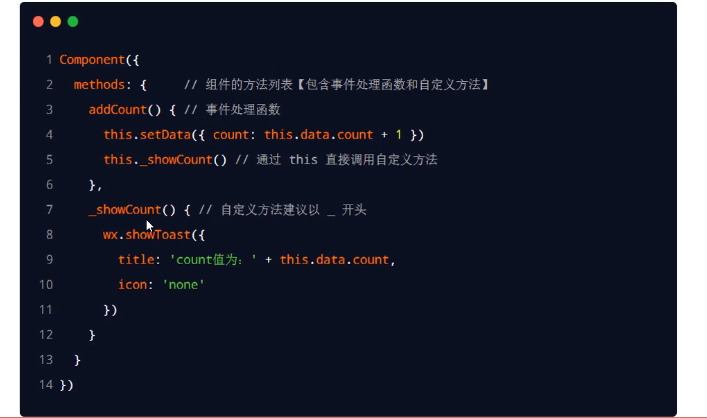 1 Component({
2 methods: { // 组件的方法列表【包含事件处理函数和自定义方法】
3 addCount() { // 事件处理函数
4 this.setData({ count: this.data.count + 1 })
5 this._showCount() // 通过 this 直接调用自定义方法
6 },
7 _showCount() { // 自定义方法建议以 _ 开头
8 wx.showToast({
9 title: 'count值为：' + this.data.count,
10 icon: 'none'
11 })
12 }
13 }
14 })